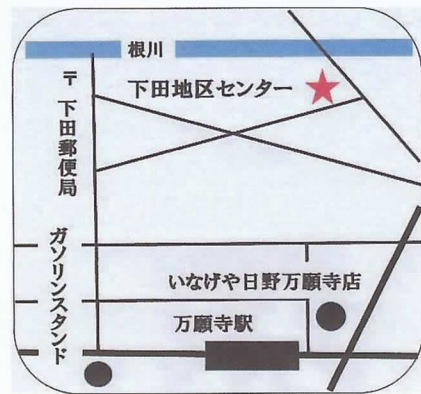 根川
下田地区センター
〒 下田郵便局
ガソリンスタンド
いなげや日野万願寺店
万願寺駅